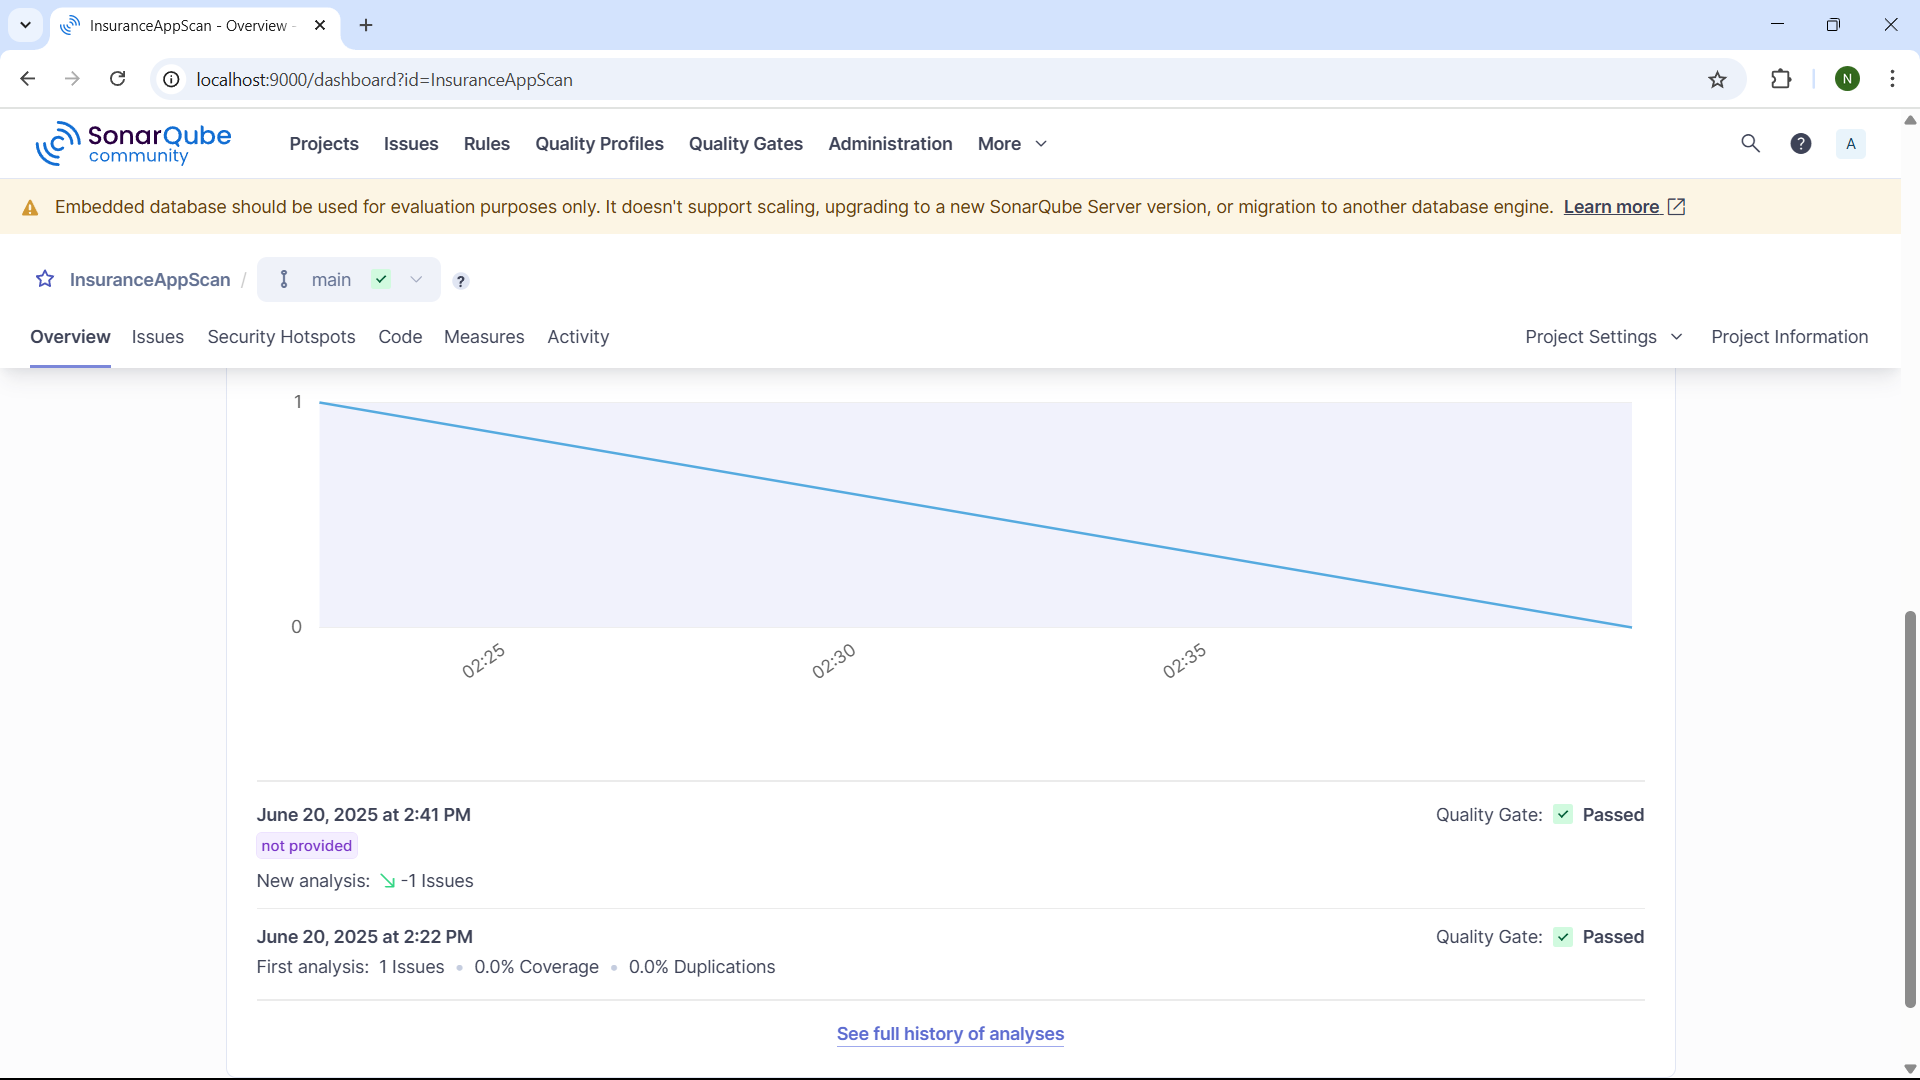 InsuranceAppScan - Overview -
localhost:9000/dashboard?id=InsuranceAppScan
N
SonarQube
community
Projects Issues Rules Quality Profiles Quality Gates Administration More
?
A
Embedded database should be used for evaluation purposes only. It doesn't support scaling, upgrading to a new SonarQube Server version, or migration to another database engine. Learn more
InsuranceAppScan / main ?
Overview Issues Security Hotspots Code Measures Activity Project Settings Project Information
1
0
02:25 02:30 02:35
June 20, 2025 at 2:41 PM Quality Gate: Passed
not provided
New analysis: -1 Issues
June 20, 2025 at 2:22 PM Quality Gate: Passed
First analysis: 1 Issues • 0.0% Coverage • 0.0% Duplications
See full history of analyses